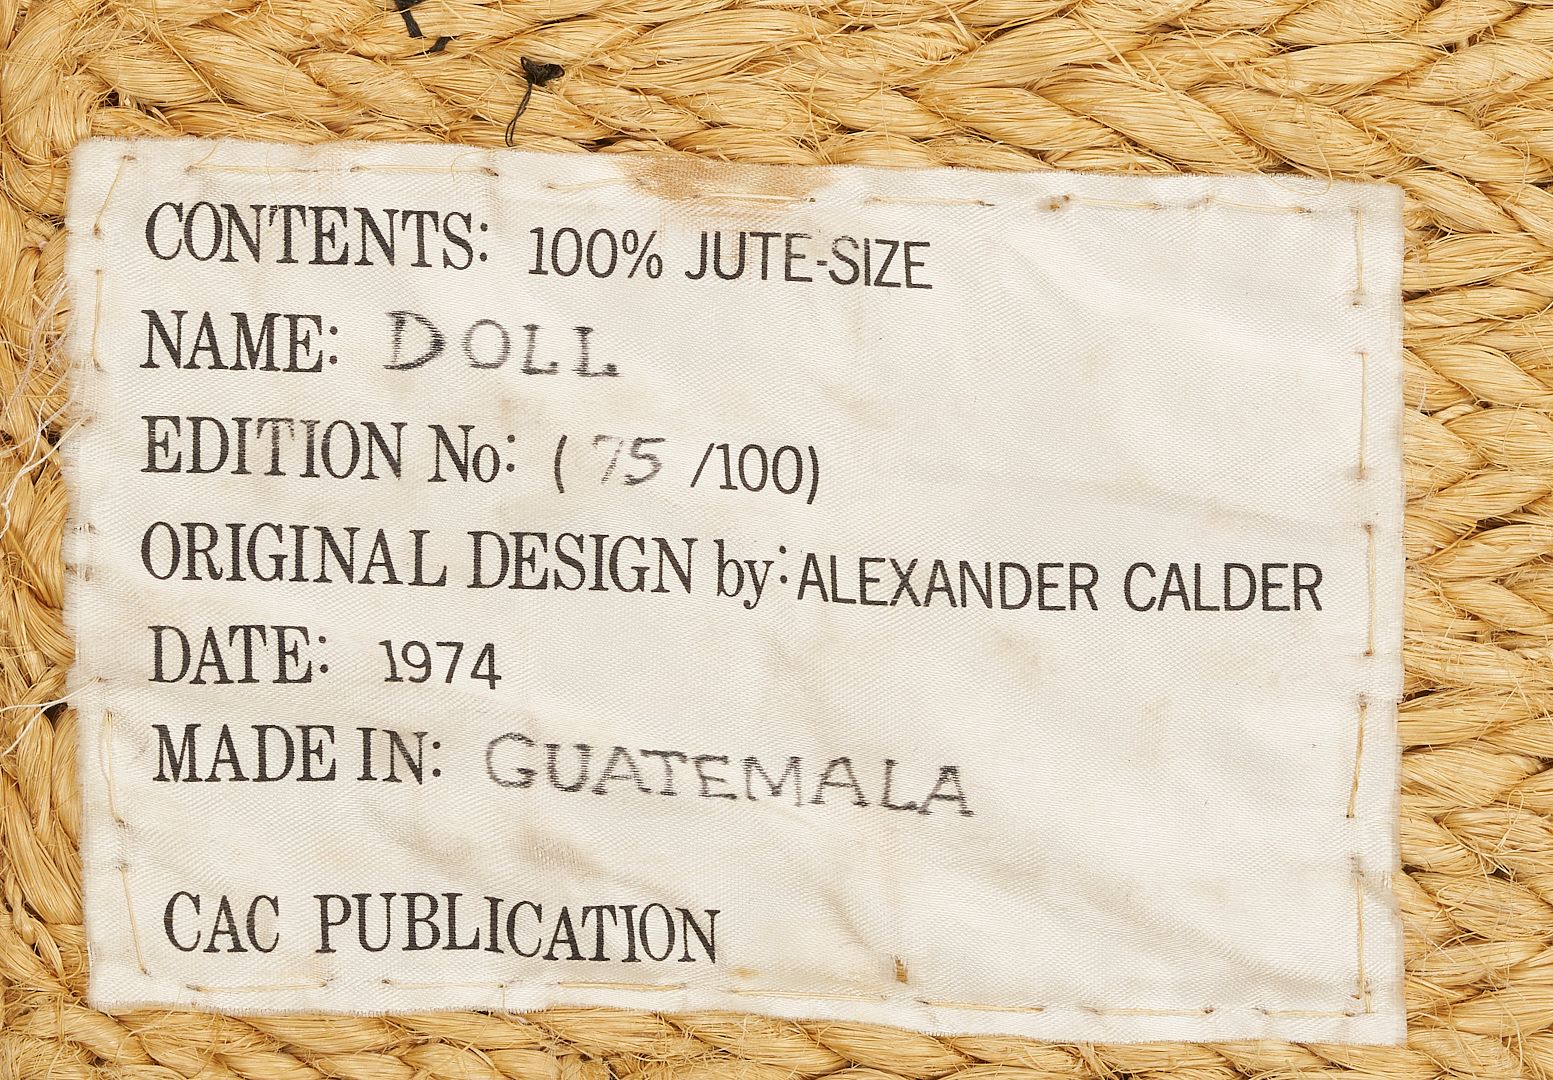 CONTENTS: 100% JUTE-SIZE
NAME: DOLL
EDITION No: (75/100)
ORIGINAL DESIGN by: ALEXANDER CALDER
DATE: 1974
MADE IN: GUATEMALA
CAC PUBLICATION